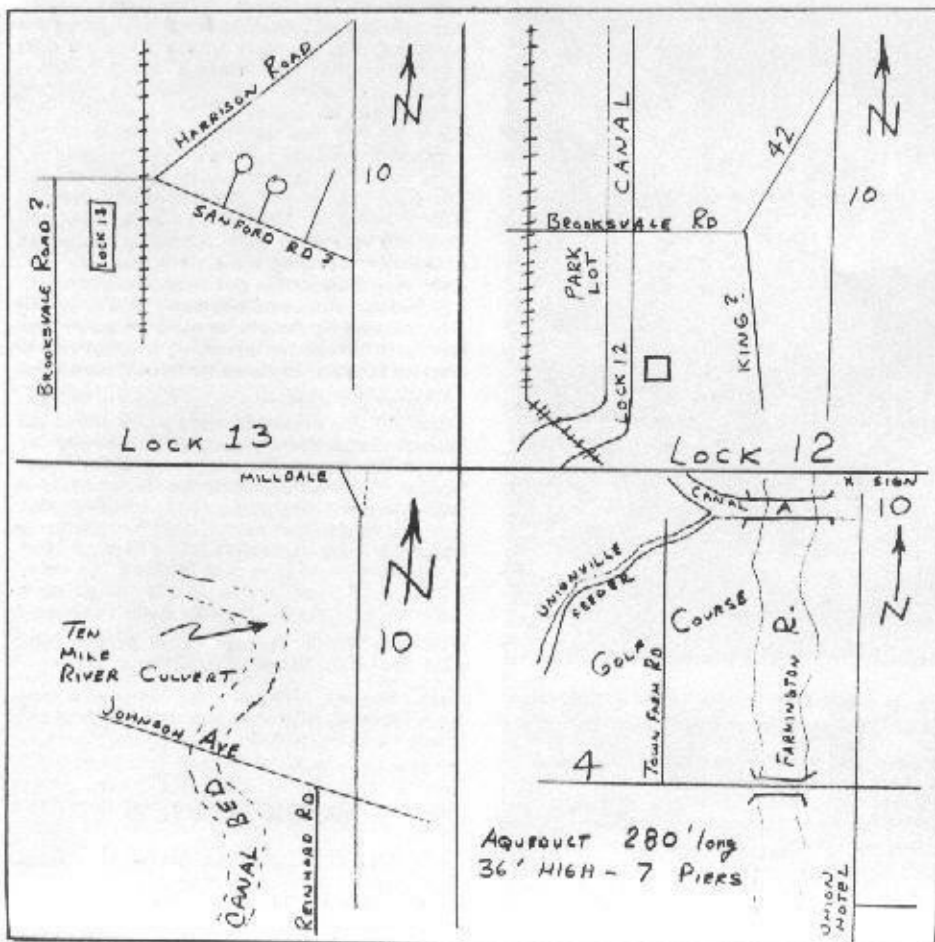 HARRISON ROAD
N
10
SANFORD RD ?
BROOKSVALE ROAD ?
LOCK 13
LOCK 13
N
42
10
CANAL
BROOKSVALE RD
PARK
LOT
KING ?
LOCK 12
LOCK 12
MILLDALE
N
10
TEN
MILE
RIVER CULVERT
JOHNSON AVE
CANAL BED
REINHARD RD
X SIGN
CANAL
A
10
N
UNIONVILLE
FEEDER
GOLF COURSE
TOWN FARM RD
FARMINGTON R.
4
AQUEDUCT 280' long
36' HIGH - 7 PIERS
UNION
HOTEL